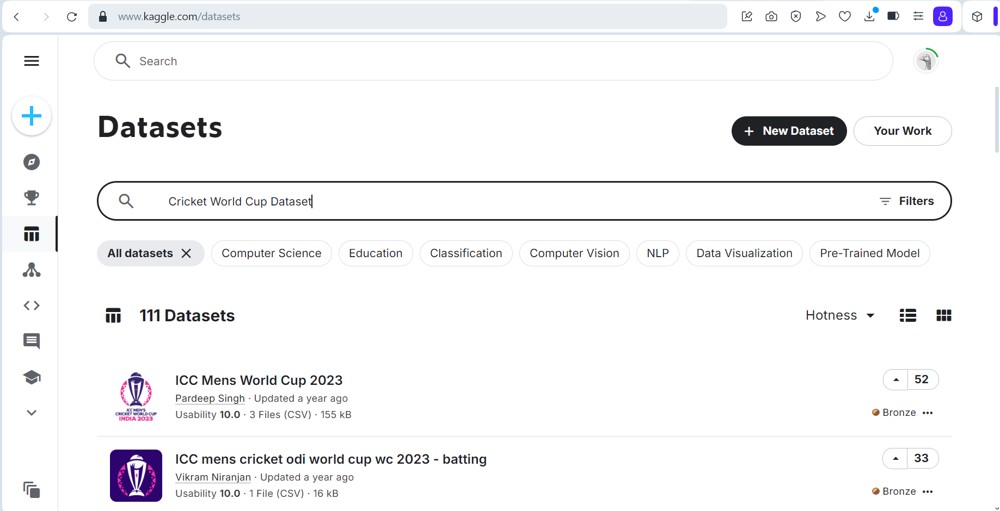 www.kaggle.com/datasets
Search
Datasets
+ New Dataset
Your Work
Cricket World Cup Dataset
Filters
All datasets
Computer Science
Education
Classification
Computer Vision
NLP
Data Visualization
Pre-Trained Model
111 Datasets
Hotness
ICC MEN'S
CRICKET WORLD CUP
INDIA 2023
ICC Mens World Cup 2023
Pardeep Singh · Updated a year ago
Usability 10.0 · 3 Files (CSV) · 155 kB
52
Bronze
ICC mens cricket odi world cup wc 2023 - batting
Vikram Niranjan · Updated a year ago
Usability 10.0 · 1 File (CSV) · 16 kB
33
Bronze